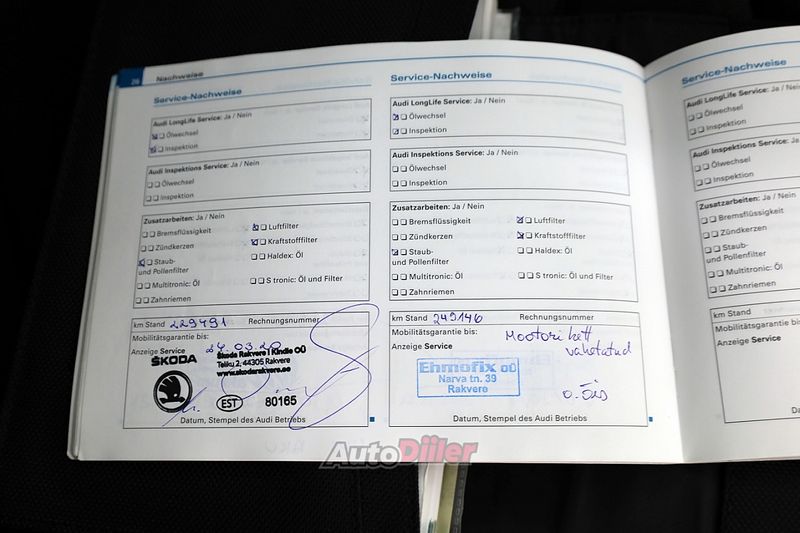 26 Nachweise
Service-Nachweise
Audi LongLife Service: Ja / Nein
Ölwechsel
Inspektion
Audi Inspektions Service: Ja / Nein
Ölwechsel
Inspektion
Zusatzarbeiten: Ja / Nein
Bremsflüssigkeit
Luftfilter
Zündkerzen
Kraftstofffilter
Staub-
und Pollenfilter
Haldex: Öl
Multitronic: Öl
S tronic: Öl und Filter
Zahnriemen
km Stand 229491 Rechnungsnummer
Mobilitätsgarantie bis:
Anzeige Service 24.03.20
ŠKODA
Škoda Rakvere / Kindle OÜ
Teliku 2, 44305 Rakvere
www.skodarakvere.ee
EST 80165
Datum, Stempel des Audi Betriebs
Service-Nachweise
Audi LongLife Service: Ja / Nein
Ölwechsel
Inspektion
Audi Inspektions Service: Ja / Nein
Ölwechsel
Inspektion
Zusatzarbeiten: Ja / Nein
Bremsflüssigkeit
Luftfilter
Zündkerzen
Kraftstofffilter
Staub-
und Pollenfilter
Haldex: Öl
Multitronic: Öl
S tronic: Öl und Filter
Zahnriemen
km Stand 249146 Rechnungsnummer
Mobilitätsgarantie bis:
Anzeige Service
Mootori kett
vahetatud
Ehmofix OÜ
Narva tn. 39
Rakvere
Datum, Stempel des Audi Betriebs
Service-Nachweise
Audi LongLife Service: Ja /
Ölwechsel
Inspektion
Audi Inspektions Service: Ja /
Ölwechsel
Inspektion
Zusatzarbeiten: Ja / Nein
Bremsflüssigkeit
Zündkerzen
Staub-
und Pollenfilter
Multitronic: Öl
Zahnriemen
km Stand
Mobilitätsgarantie bis:
Anzeige Service
Datum, Stem
AutoDiiler